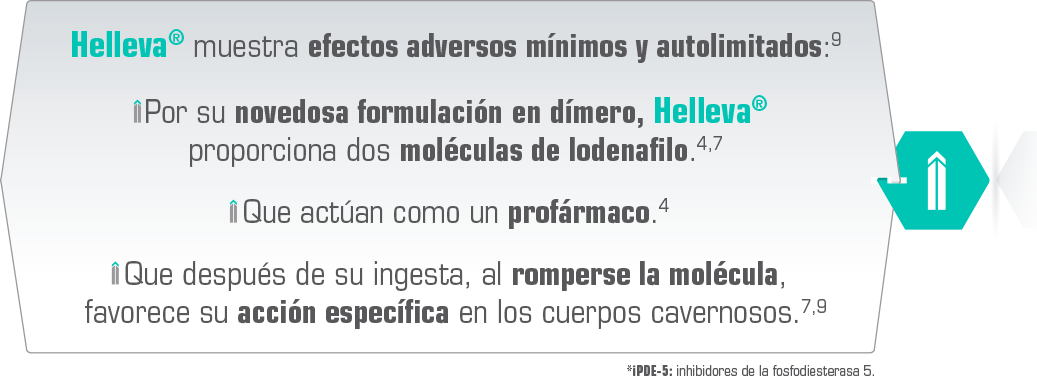 Helleva® muestra efectos adversos mínimos y autolimitados:9
Por su novedosa formulación en dímero, Helleva®
proporciona dos moléculas de lodenafilo.4,7
Que actúan como un profármaco.4
Que después de su ingesta, al romperse la molécula,
favorece su acción específica en los cuerpos cavernosos.7,9
*iPDE-5: inhibidores de la fosfodiesterasa 5.